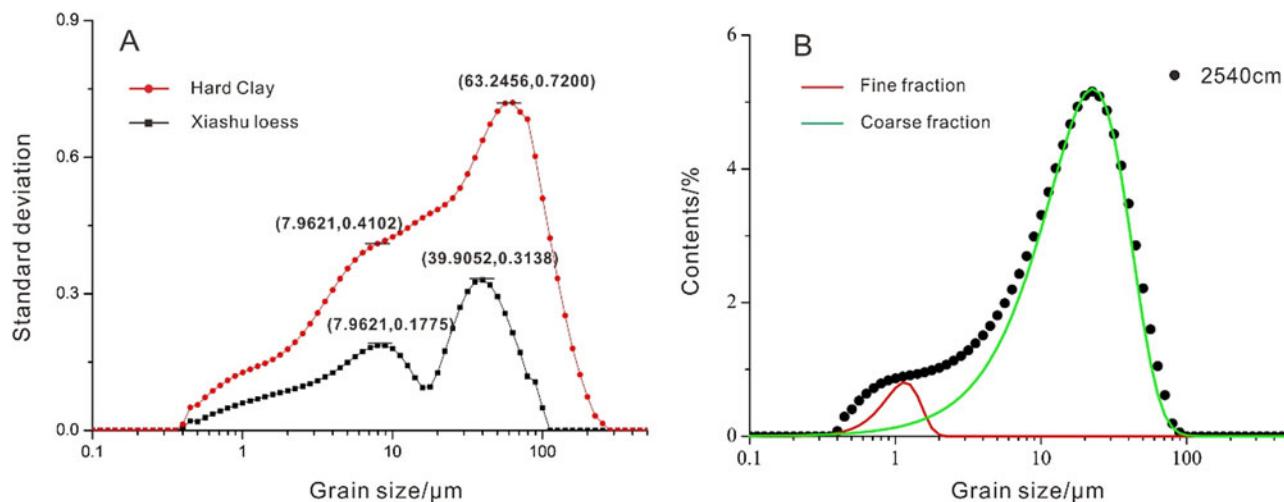 A
Hard Clay
Xiashu loess
(63.2456,0.7200)
(7.9621,0.4102)
(39.9052,0.3138)
(7.9621,0.1775)
0.9
0.6
0.3
0.0
Standard deviation
0.1
1
10
100
Grain size/μm
B
2540cm
Fine fraction
Coarse fraction
6
4
2
0
Contents/%
0.1
1
10
100
Grain size/μm